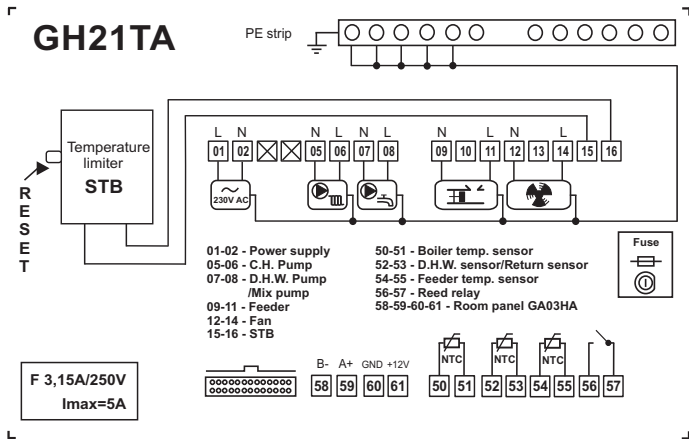 GH21TA
PE strip
Temperature
limiter
STB
RESET
L N N L N L N L N L
01 02 05 06 07 08 09 10 11 12 13 14 15 16
230V AC
01-02 - Power supply
05-06 - C.H. Pump
07-08 - D.H.W. Pump
/Mix pump
09-11 - Feeder
12-14 - Fan
15-16 - STB
50-51 - Boiler temp. sensor
52-53 - D.H.W. sensor/Return sensor
54-55 - Feeder temp. sensor
56-57 - Reed relay
58-59-60-61 - Room panel GA03HA
Fuse
F 3,15A/250V
Imax=5A
B- A+ GND +12V
58 59 60 61
NTC NTC NTC
50 51 52 53 54 55 56 57